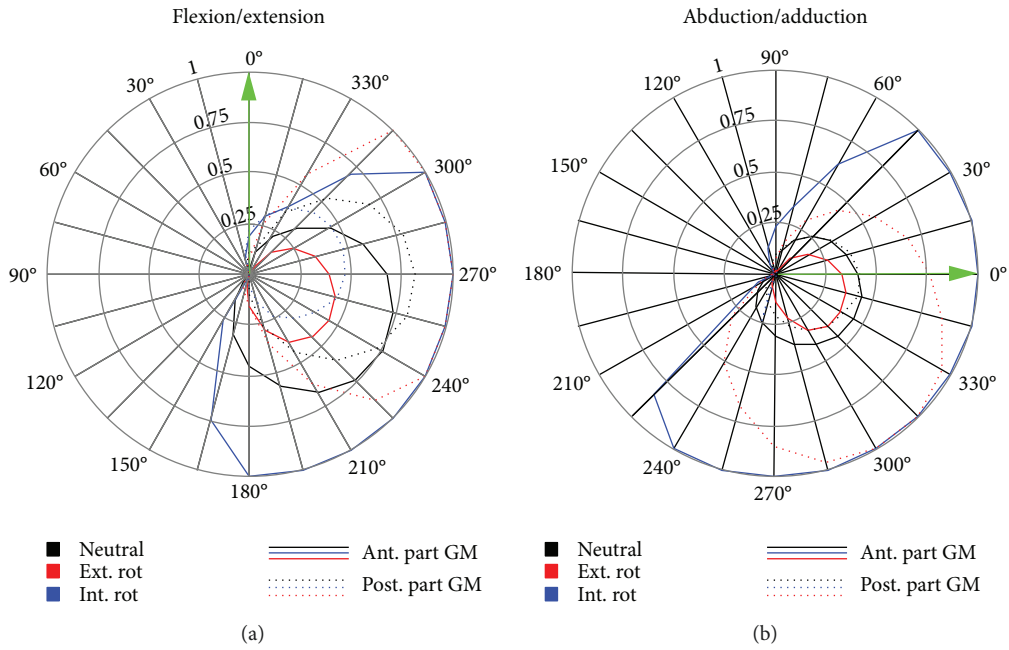 Flexion/extension
0°
330°
300°
270°
240°
210°
180°
150°
120°
90°
60°
30°
1
0.75
0.5
0.25
Neutral
Ext. rot
Int. rot
Ant. part GM
Post. part GM
(a)
Abduction/adduction
90°
60°
30°
0°
330°
300°
270°
240°
210°
180°
150°
120°
1
0.75
0.5
0.25
Neutral
Ext. rot
Int. rot
Ant. part GM
Post. part GM
(b)